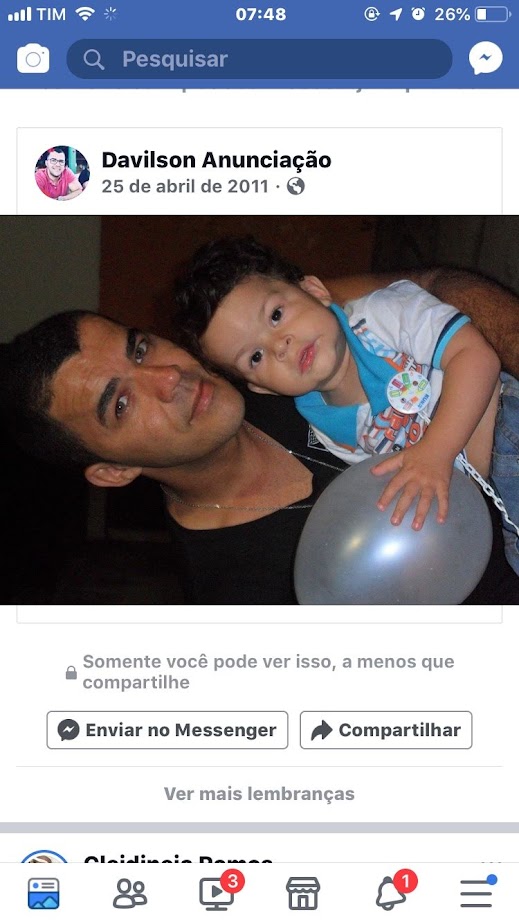 TIM 07:48 26%
Pesquisar
Davilson Anunciação
25 de abril de 2011 ·
Somente você pode ver isso, a menos que
compartilhe
Enviar no Messenger
Compartilhar
Ver mais lembranças
3
1